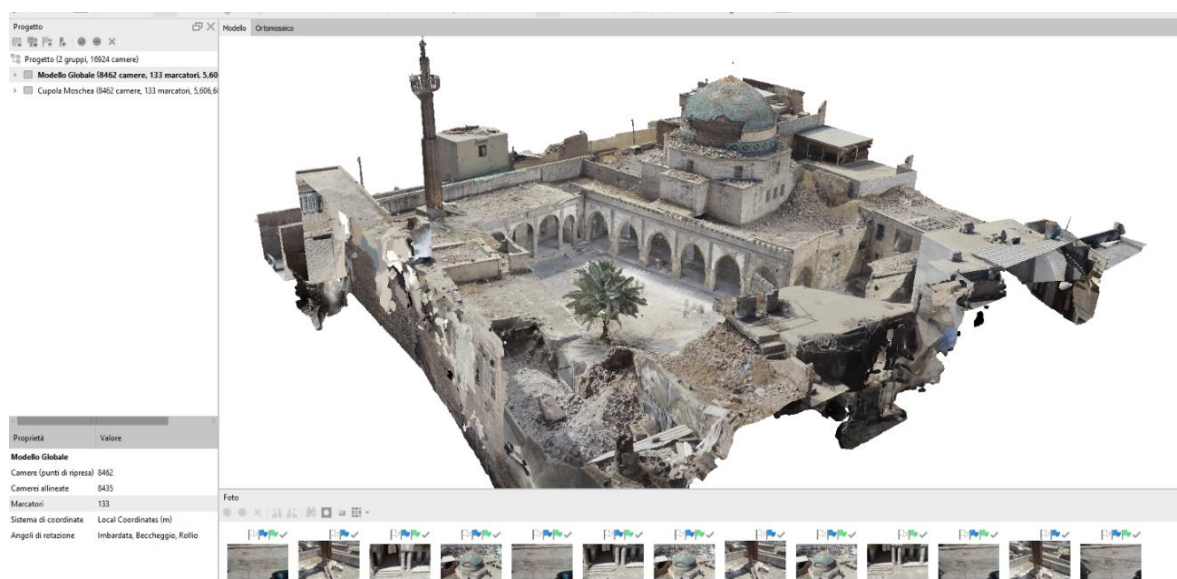 Progetto
Progetto (2 gruppi, 16924 camere)
Modello Globale (8462 camere, 133 marcatori, 5,60
Cupola Moschea (8462 camere, 133 marcatori, 5,606,6
Modello Ortomosaico
Proprietà Valore
Modello Globale
Camere (punti di ripresa) 8462
Camerei allineate 8435
Marcatori 133
Sistema di coordinate Local Coordinates (m)
Angoli di rotazione Imbardata, Beccheggio, Rollio
Foto